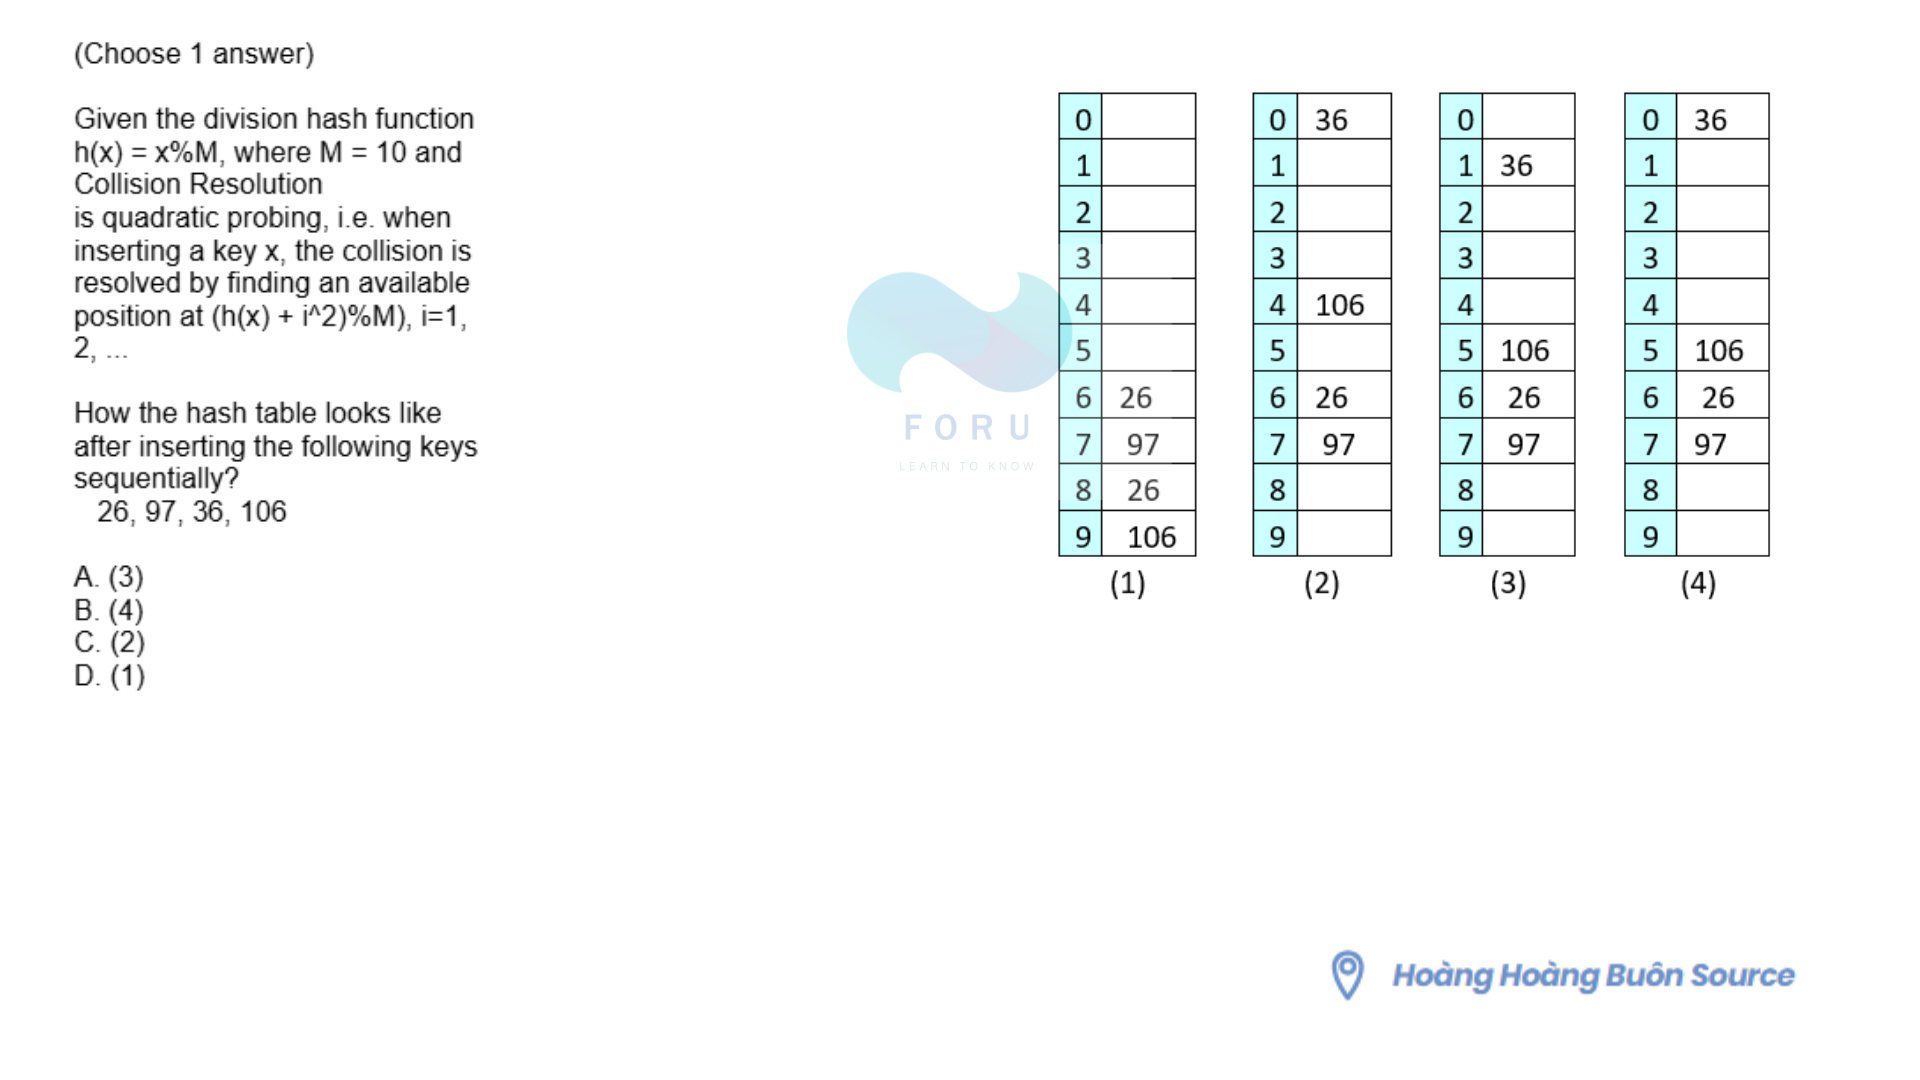 (Choose 1 answer)
Given the division hash function
h(x) = x%M, where M = 10 and
Collision Resolution
is quadratic probing, i.e. when
inserting a key x, the collision is
resolved by finding an available
position at (h(x) + i^2)%M), i=1,
2, ...
How the hash table looks like
after inserting the following keys
sequentially?
26, 97, 36, 106
A. (3)
B. (4)
C. (2)
D. (1)
FORU
LEARN TO KNOW
0
1
2
3
4
5
6 26
7 97
8 26
9 106
(1)
0 36
1
2
3
4 106
5
6 26
7 97
8
9
(2)
0
1 36
2
3
4
5 106
6 26
7 97
8
9
(3)
0 36
1
2
3
4
5 106
6 26
7 97
8
9
(4)
Hoàng Hoàng Buôn Source